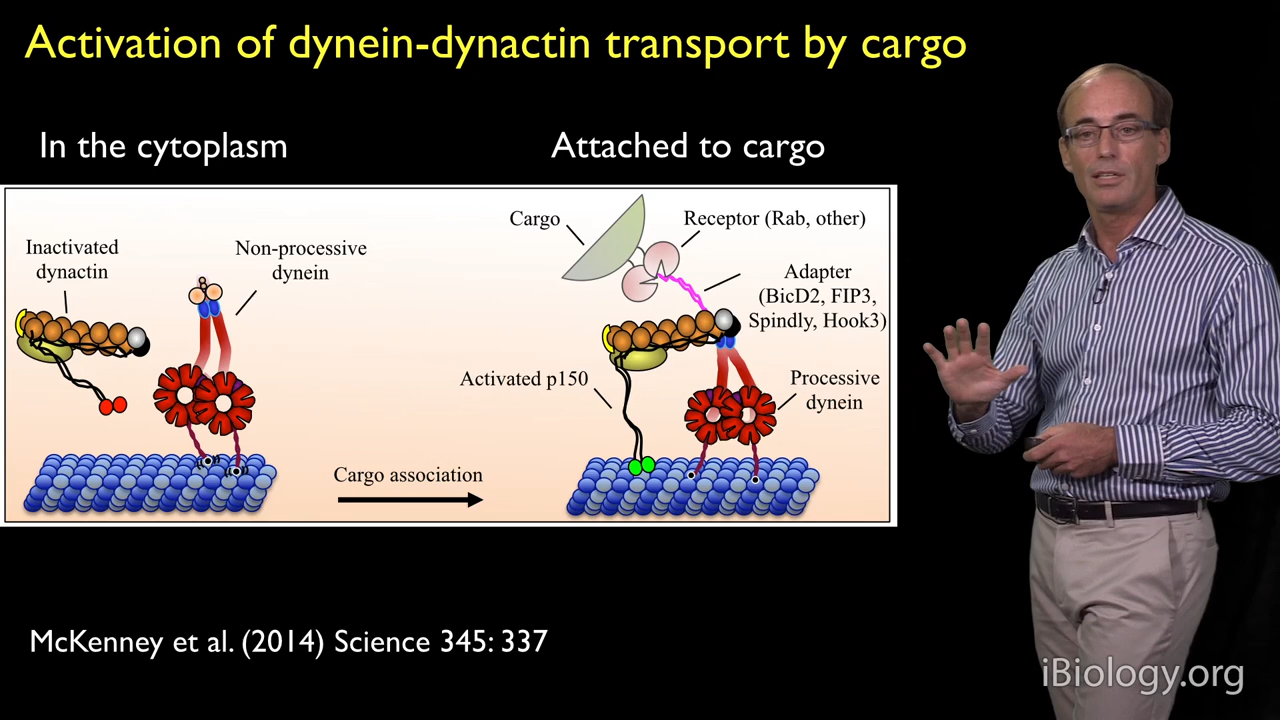 Activation of dynein-dynactin transport by cargo
In the cytoplasm
Attached to cargo
Inactivated
dynactin
Non-processive
dynein
Cargo
Receptor (Rab, other)
Adapter
(BicD2, FIP3,
Spindly, Hook3)
Activated p150
Processive
dynein
Cargo association
McKenney et al. (2014) Science 345: 337
iBiology.org